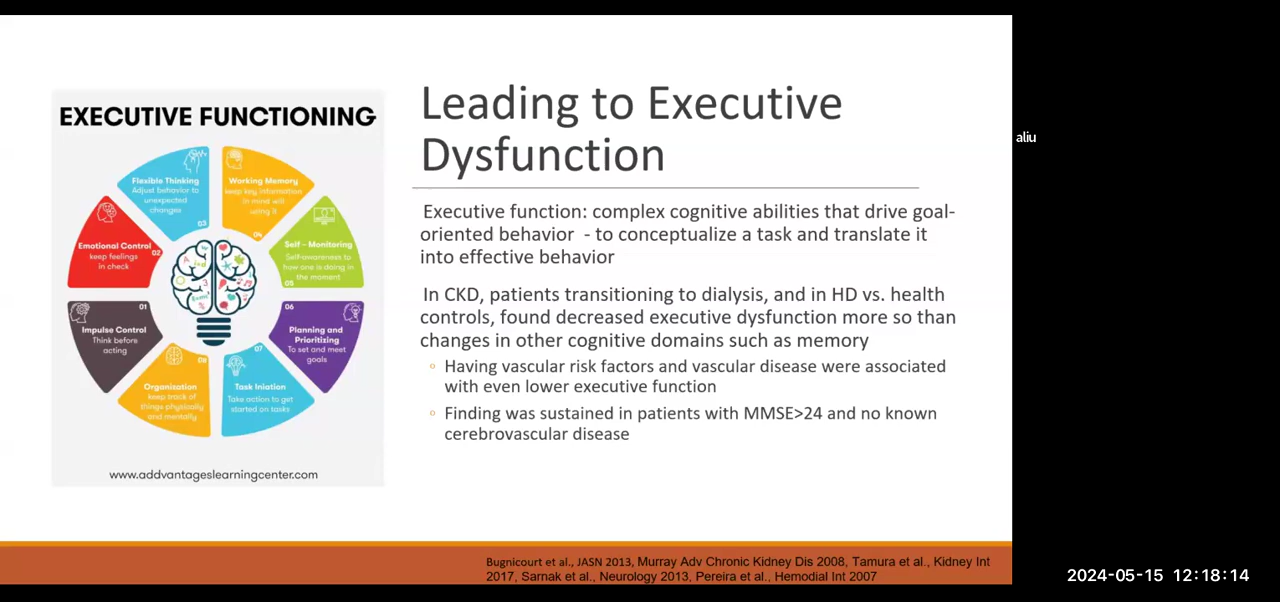 EXECUTIVE FUNCTIONING
Flexible Thinking
Adjust behavior to
unexpected
changes
03
Working Memory
keep key information
in mind will
using it
04
Emotional Control
keep feelings
in check
02
Self - Monitoring
Self-awareness to
how one is doing in
the moment
05
01
Impulse Control
Think before
acting
06
Planning and
Prioritizing
To set and meet
goals
08
Organization
keep track of
things physically
and mentally
07
Task Iniation
Take action to get
started on tasks
www.addvantageslearningcenter.com
Leading to Executive
Dysfunction
Executive function: complex cognitive abilities that drive goal-
oriented behavior - to conceptualize a task and translate it
into effective behavior
In CKD, patients transitioning to dialysis, and in HD vs. health
controls, found decreased executive dysfunction more so than
changes in other cognitive domains such as memory
◦ Having vascular risk factors and vascular disease were associated
with even lower executive function
◦ Finding was sustained in patients with MMSE>24 and no known
cerebrovascular disease
Bugnicourt et al., JASN 2013, Murray Adv Chronic Kidney Dis 2008, Tamura et al., Kidney Int
2017, Sarnak et al., Neurology 2013, Pereira et al., Hemodial Int 2007
aliu
2024-05-15 12:18:14